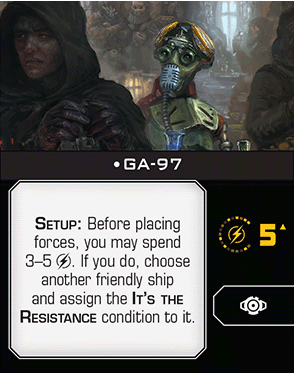 •GA-97
SETUP: Before placing
forces, you may spend
3–5 . If you do, choose
another friendly ship
and assign the IT'S THE
RESISTANCE condition to it.
5